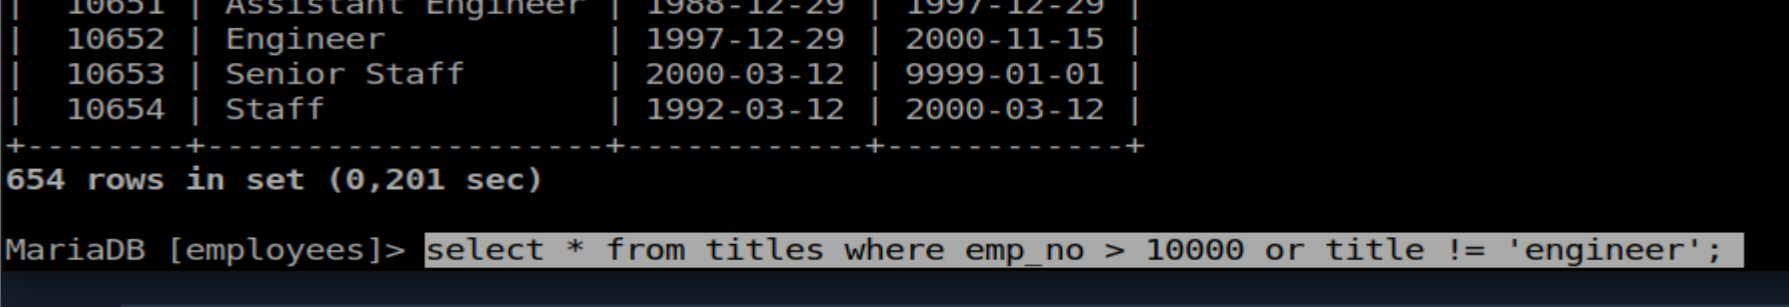 | 10651 | Assistant Engineer | 1988-12-29 | 1997-12-29 |
| 10652 | Engineer | 1997-12-29 | 2000-11-15 |
| 10653 | Senior Staff | 2000-03-12 | 9999-01-01 |
| 10654 | Staff | 1992-03-12 | 2000-03-12 |
+--------+--------------------+------------+------------+
654 rows in set (0,201 sec)
MariaDB [employees]> select * from titles where emp_no > 10000 or title != 'engineer';